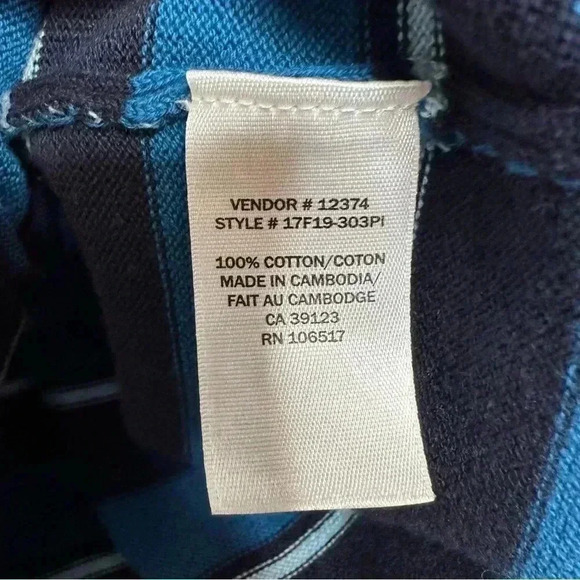 VENDOR # 12374
STYLE # 17F19-303PI
100% COTTON/COTON
MADE IN CAMBODIA/
FAIT AU CAMBODGE
CA 39123
RN 106517